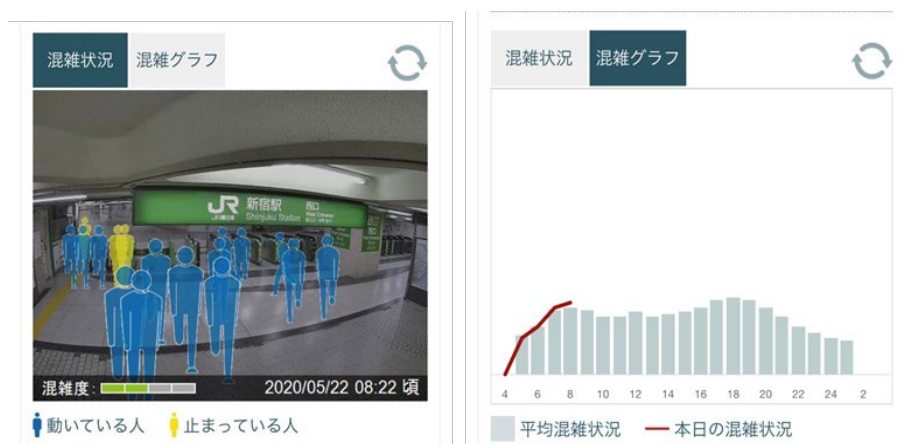 混雑状況
混雑グラフ
JR
新宿駅
Shinjuku Station
西口
混雑度:
2020/05/22 08:22 頃
動いている人
止まっている人
混雑状況
混雑グラフ
4 6 8 10 12 14 16 18 20 22 24 2
平均混雑状況
本日の混雑状況